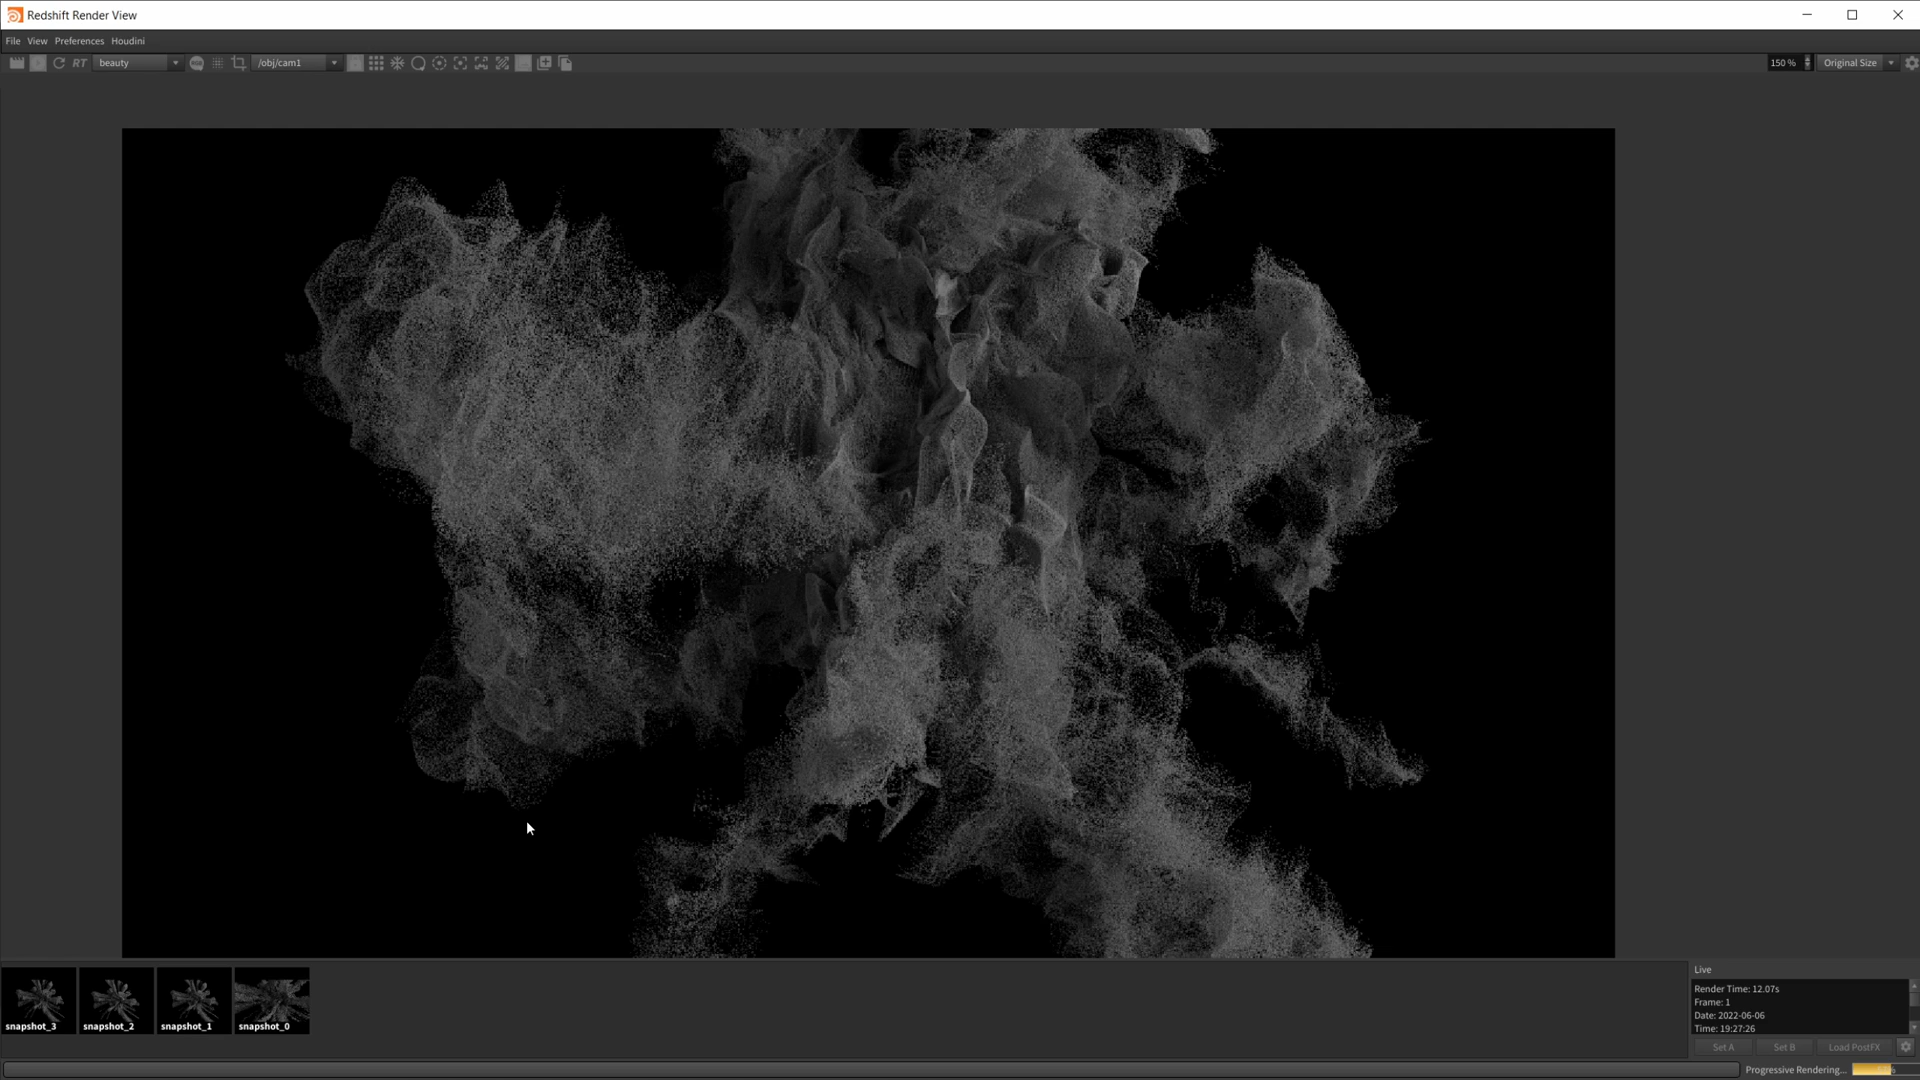 Redshift Render View
File View Preferences Houdini
RT beauty /obj/cam1 150 % Original Size
snapshot_3 snapshot_2 snapshot_1 snapshot_0
Live
Render Time: 12.07s
Frame: 1
Date: 2022-06-06
Time: 19:27:26
Set A Set B Load PostFX
Progressive Rendering...